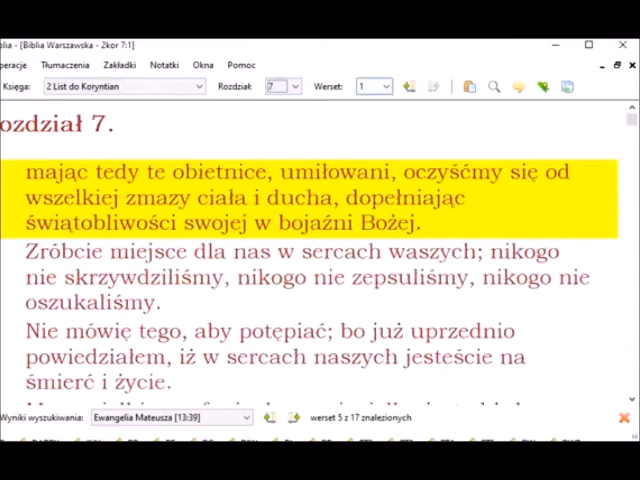 blia - [Biblia Warszawska - 2kor 7:1]
peracje Tłumaczenia Zakładki Notatki Okna Pomoc
Księga: 2 List do Koryntian Rozdział: 7 Werset: 1
ozdział 7.
mając tedy te obietnice, umiłowani, oczyśćmy się od
wszelkiej zmazy ciała i ducha, dopełniając
świątobliwości swojej w bojaźni Bożej.
Zróbcie miejsce dla nas w sercach waszych; nikogo
nie skrzywdziliśmy, nikogo nie zepsuliśmy, nikogo nie
oszukaliśmy.
Nie mówię tego, aby potępiać; bo już uprzednio
powiedziałem, iż w sercach naszych jesteście na
śmierć i życie.
Wyniki wyszukiwania: Ewangelia Mateusza [13:39] werset 5 z 17 znalezionych